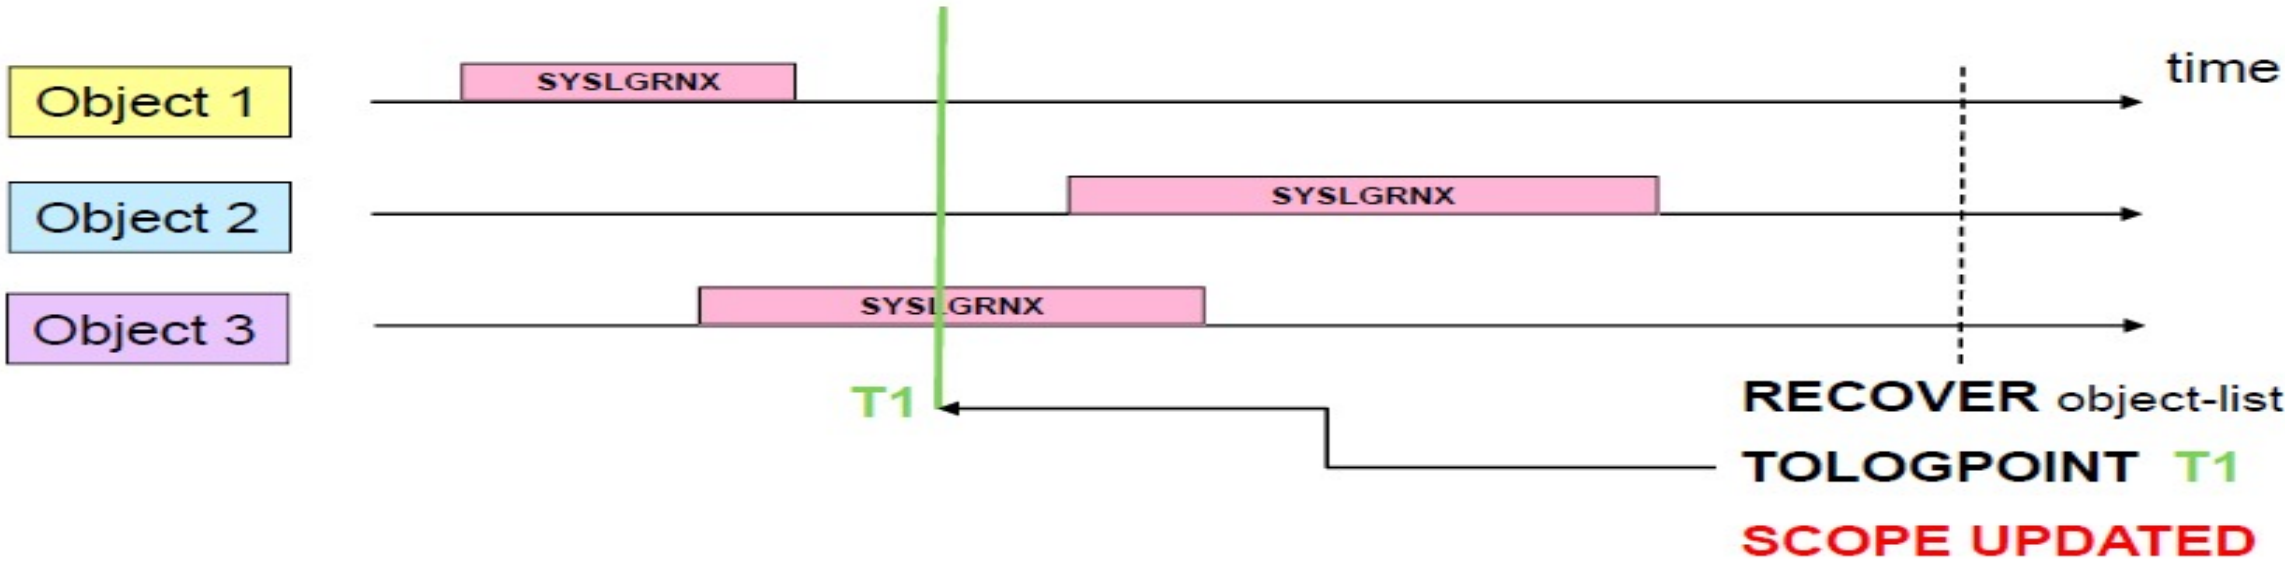 time
Object 1
SYSLGRNX
Object 2
SYSLGRNX
Object 3
SYSLGRNX
T1
RECOVER object-list
TOLOGPOINT T1
SCOPE UPDATED